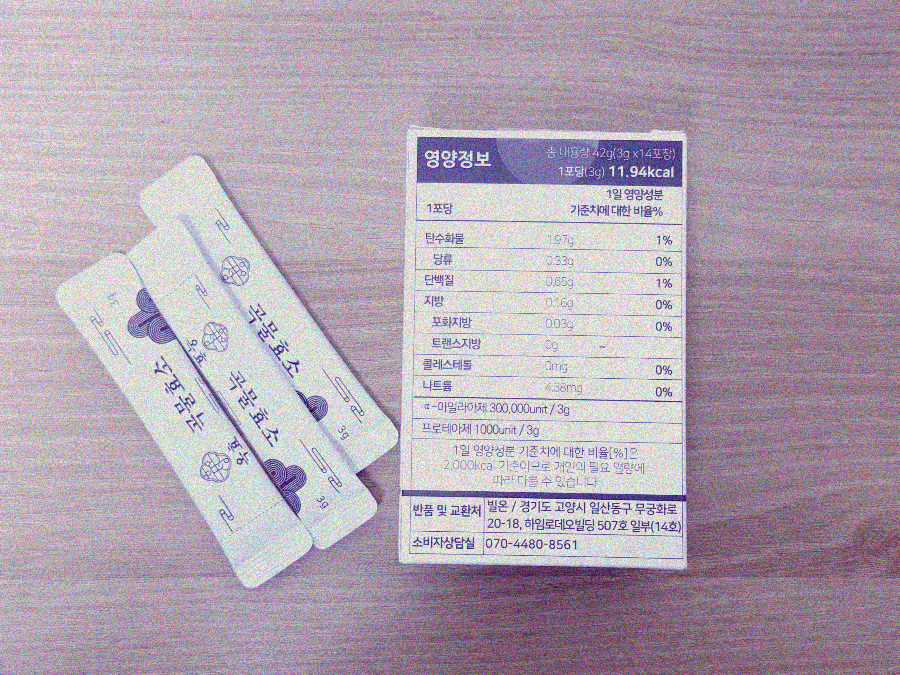 영양정보
총 내용량 42g(3g x14포장)
1포당(3g) 11.94kcal
1포당
1일 영양성분
기준치에 대한 비율%
탄수화물 1.97g 1%
당류 0.33g 0%
단백질 0.65g 1%
지방 0.16g 0%
포화지방 0.03g 0%
트랜스지방 0g –
콜레스테롤 0mg 0%
나트륨 4.38mg 0%
α-아밀라아제 300,000unit / 3g
프로테아제 1000unit / 3g
1일 영양성분 기준치에 대한 비율[%]은
2,000kcal 기준이므로 개인의 필요 열량에
따라 다를 수 있습니다
반품 및 교환처 빌온 / 경기도 고양시 일산동구 무궁화로
20-18, 하임로데오빌딩 507호 일부(14호)
소비자상담실 070-4480-8561
곡물효소
3g
곡물효소
3g
곡물효소
3g